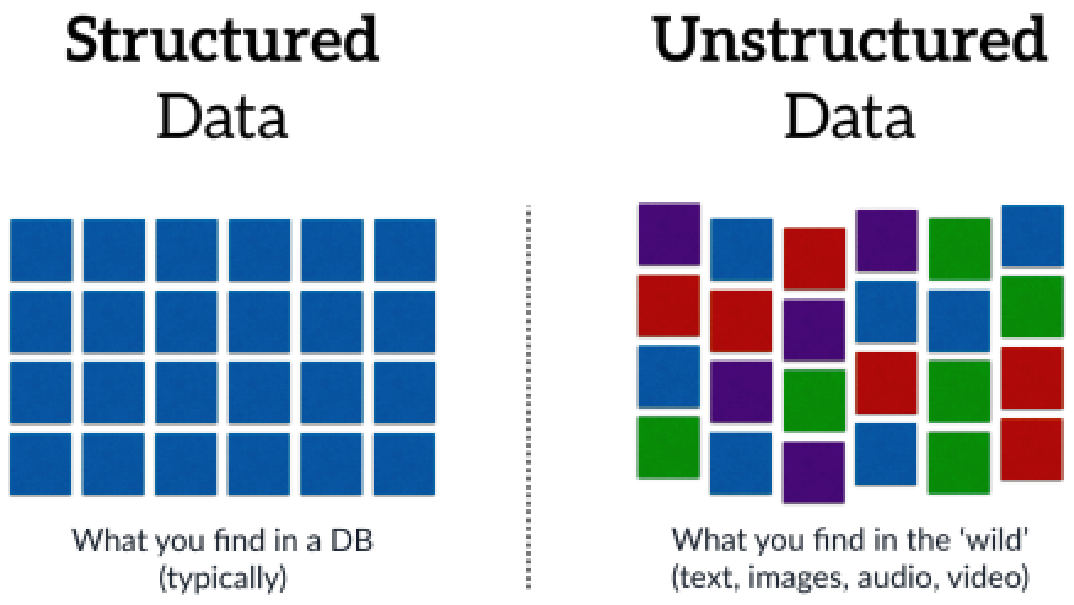 Structured
Data
Unstructured
Data
What you find in a DB
(typically)
What you find in the 'wild'
(text, images, audio, video)